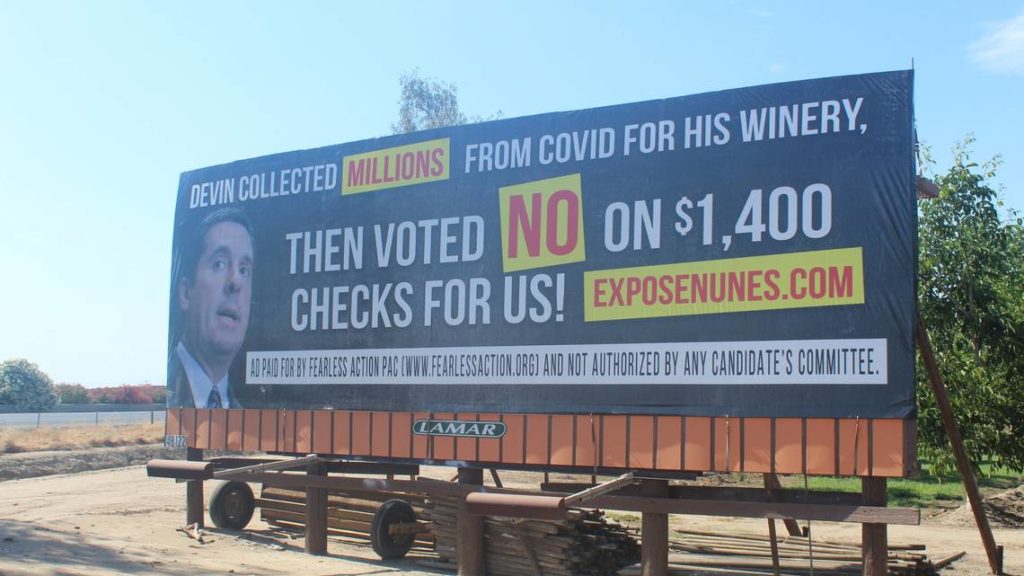 DEVIN COLLECTED MILLIONS FROM COVID FOR HIS WINERY,
THEN VOTED NO ON $1,400
CHECKS FOR US! EXPOSENUNES.COM
AD PAID FOR BY FEARLESS ACTION PAC (WWW.FEARLESSACTION.ORG) AND NOT AUTHORIZED BY ANY CANDIDATE'S COMMITTEE.
LAMAR